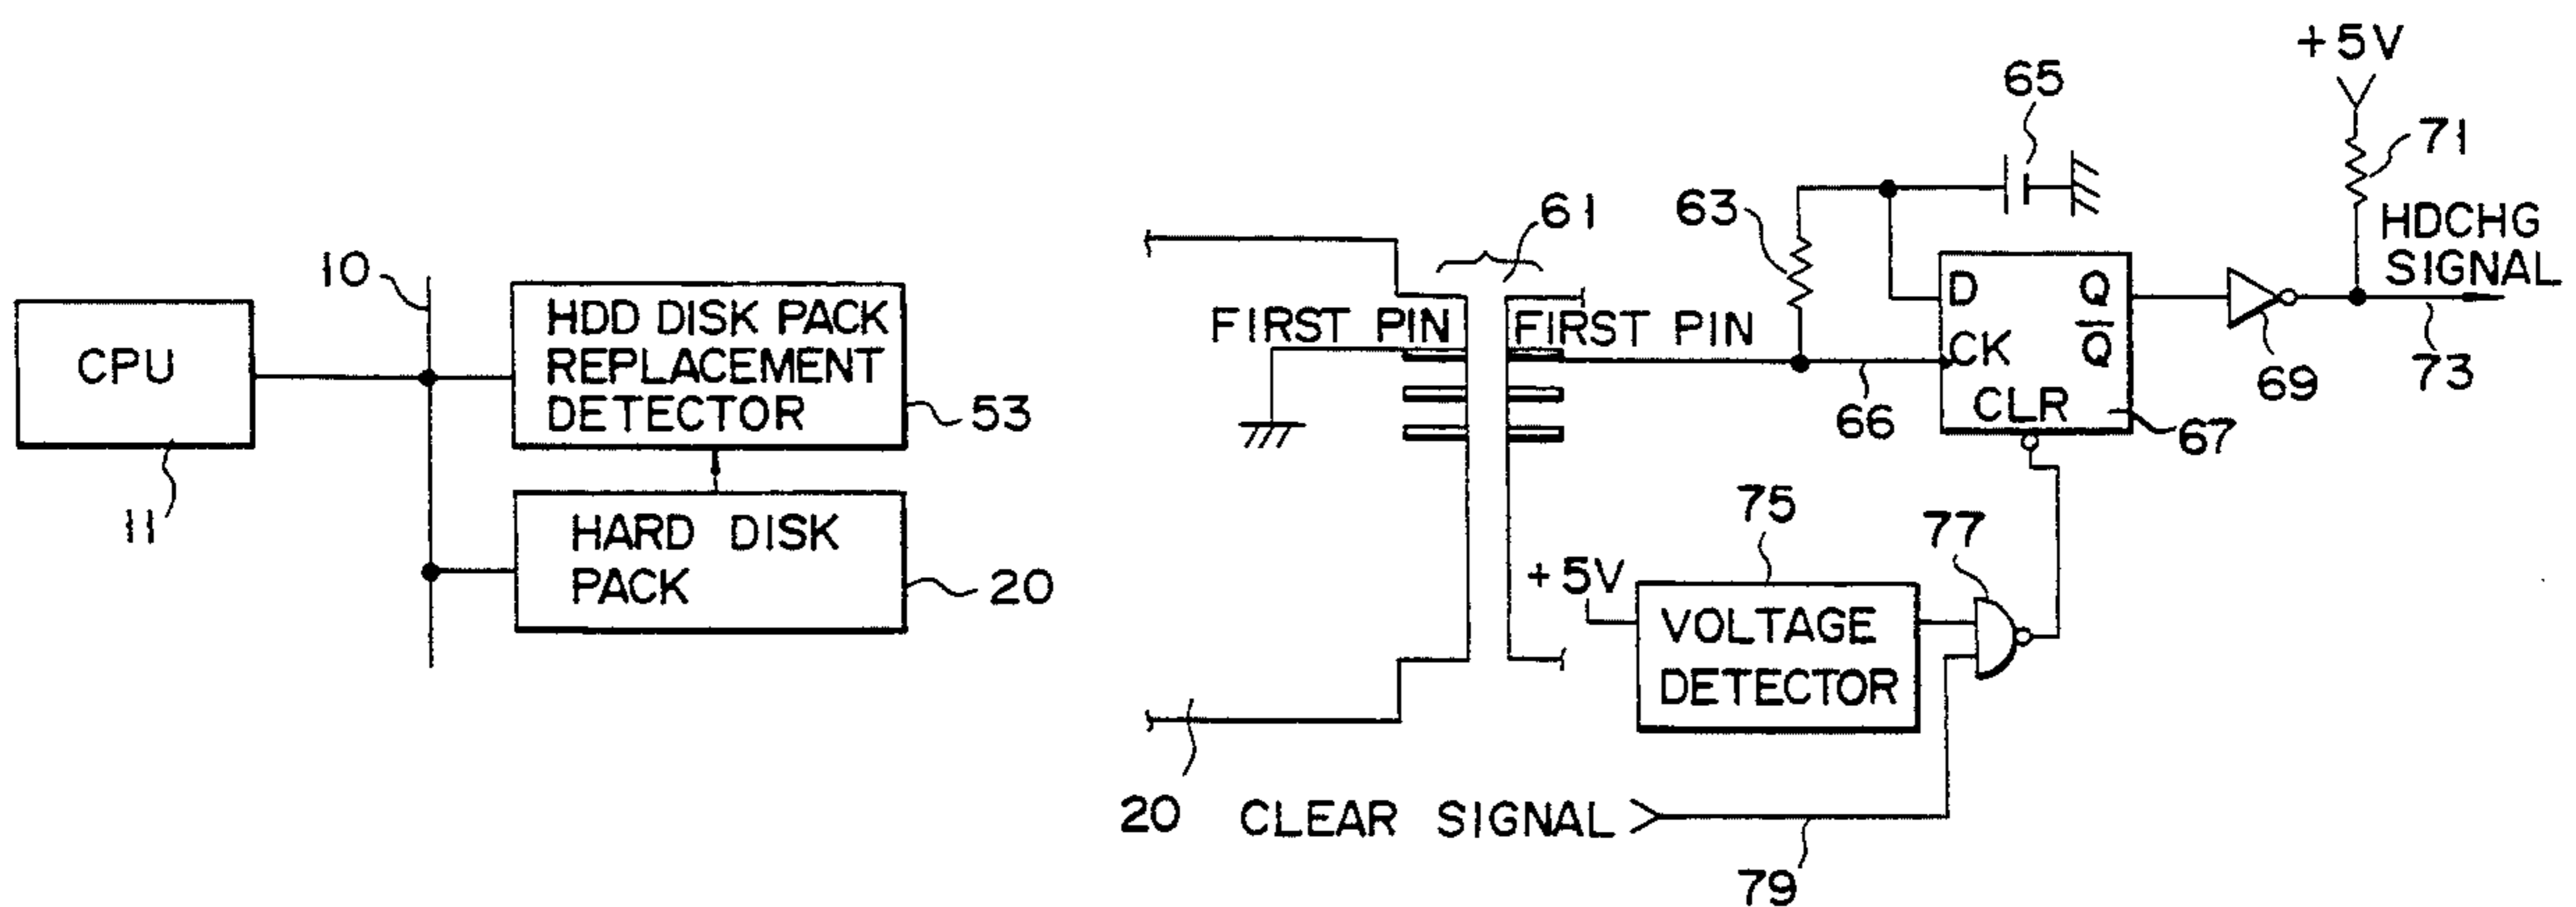 10
CPU
11
HDD DISK PACK
REPLACEMENT
DETECTOR
53
HARD DISK
PACK
20
61
FIRST PIN
FIRST PIN
63
65
66
D
CK
CLR
Q
Q̅
67
69
+5V
71
HDCHG
SIGNAL
73
+5V
75
VOLTAGE
DETECTOR
77
20
CLEAR SIGNAL
79